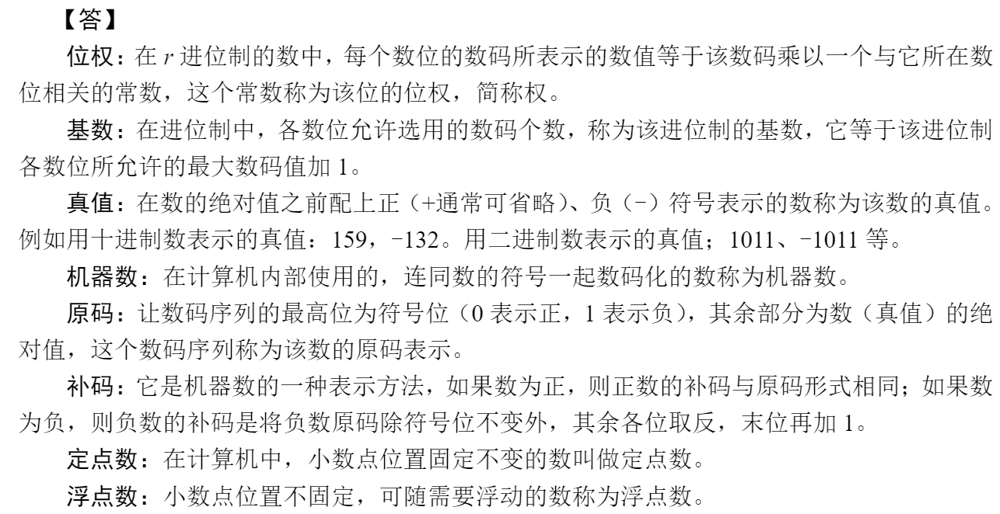 【答】
位权：在 r 进位制的数中，每个数位的数码所表示的数值等于该数码乘以一个与它所在数
位相关的常数，这个常数称为该位的位权，简称权。
基数：在进位制中，各数位允许选用的数码个数，称为该进位制的基数，它等于该进位制
各数位所允许的最大数码值加 1。
真值：在数的绝对值之前配上正（+通常可省略）、负（-）符号表示的数称为该数的真值。
例如用十进制数表示的真值：159，-132。用二进制数表示的真值；1011、-1011 等。
机器数：在计算机内部使用的，连同数的符号一起数码化的数称为机器数。
原码：让数码序列的最高位为符号位（0 表示正，1 表示负），其余部分为数（真值）的绝
对值，这个数码序列称为该数的原码表示。
补码：它是机器数的一种表示方法，如果数为正，则正数的补码与原码形式相同；如果数
为负，则负数的补码是将负数原码除符号位不变外，其余各位取反，末位再加 1。
定点数：在计算机中，小数点位置固定不变的数叫做定点数。
浮点数：小数点位置不固定，可随需要浮动的数称为浮点数。